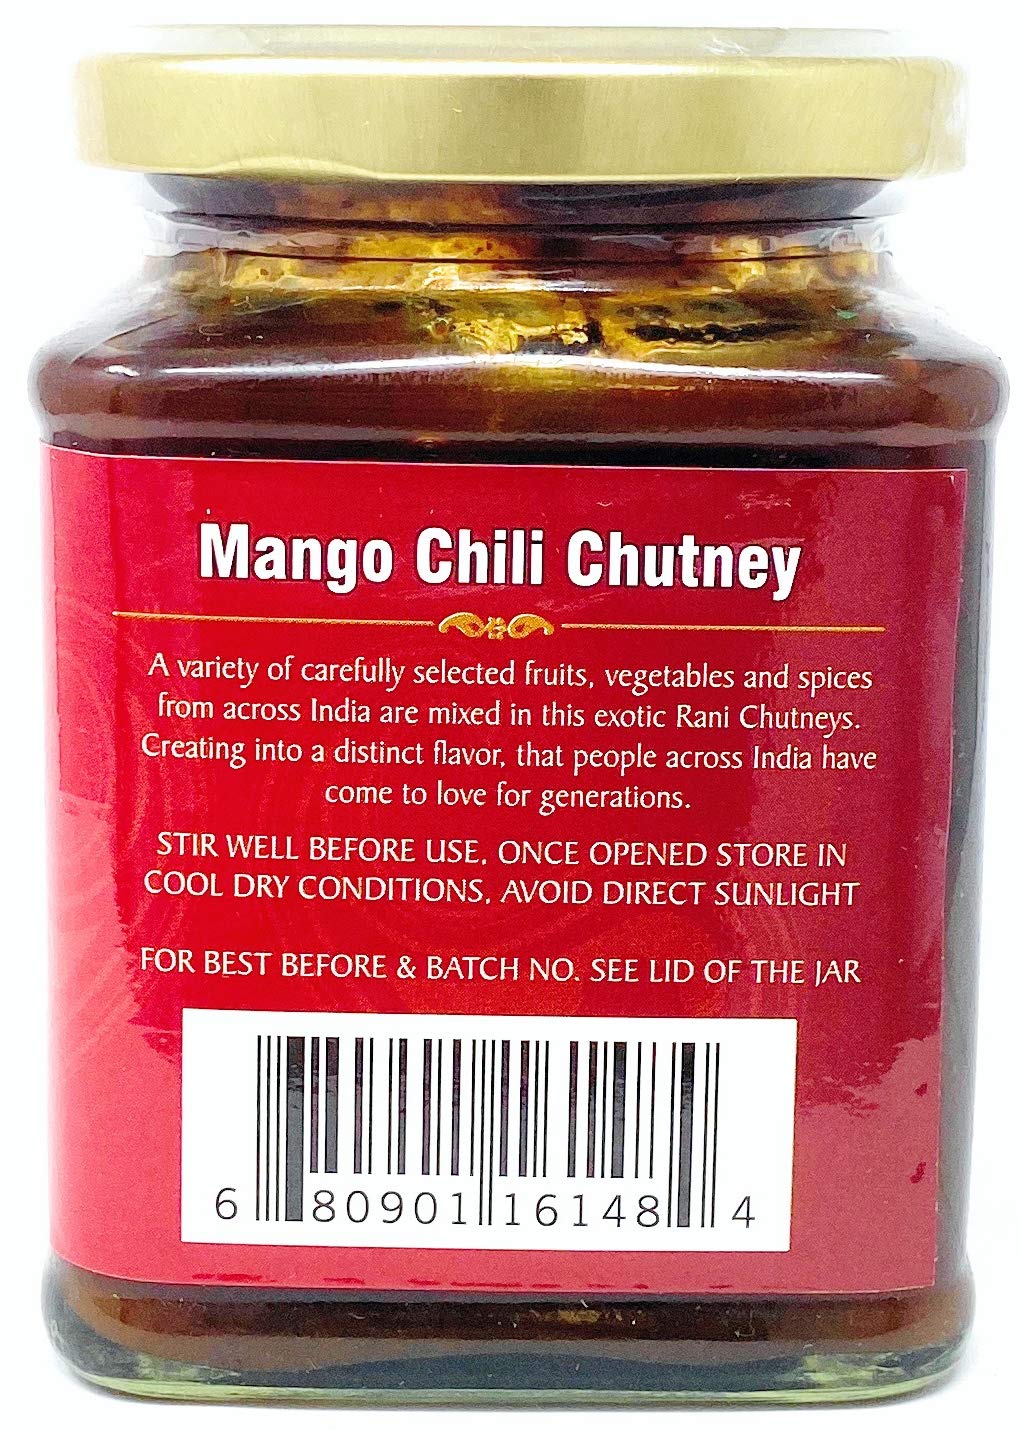 Mango Chili Chutney
A variety of carefully selected fruits, vegetables and spices
from across India are mixed in this exotic Rani Chutneys.
Creating into a distinct flavor, that people across India have
come to love for generations.
STIR WELL BEFORE USE, ONCE OPENED STORE IN
COOL DRY CONDITIONS, AVOID DIRECT SUNLIGHT
FOR BEST BEFORE & BATCH NO. SEE LID OF THE JAR
6 80901 16148 4